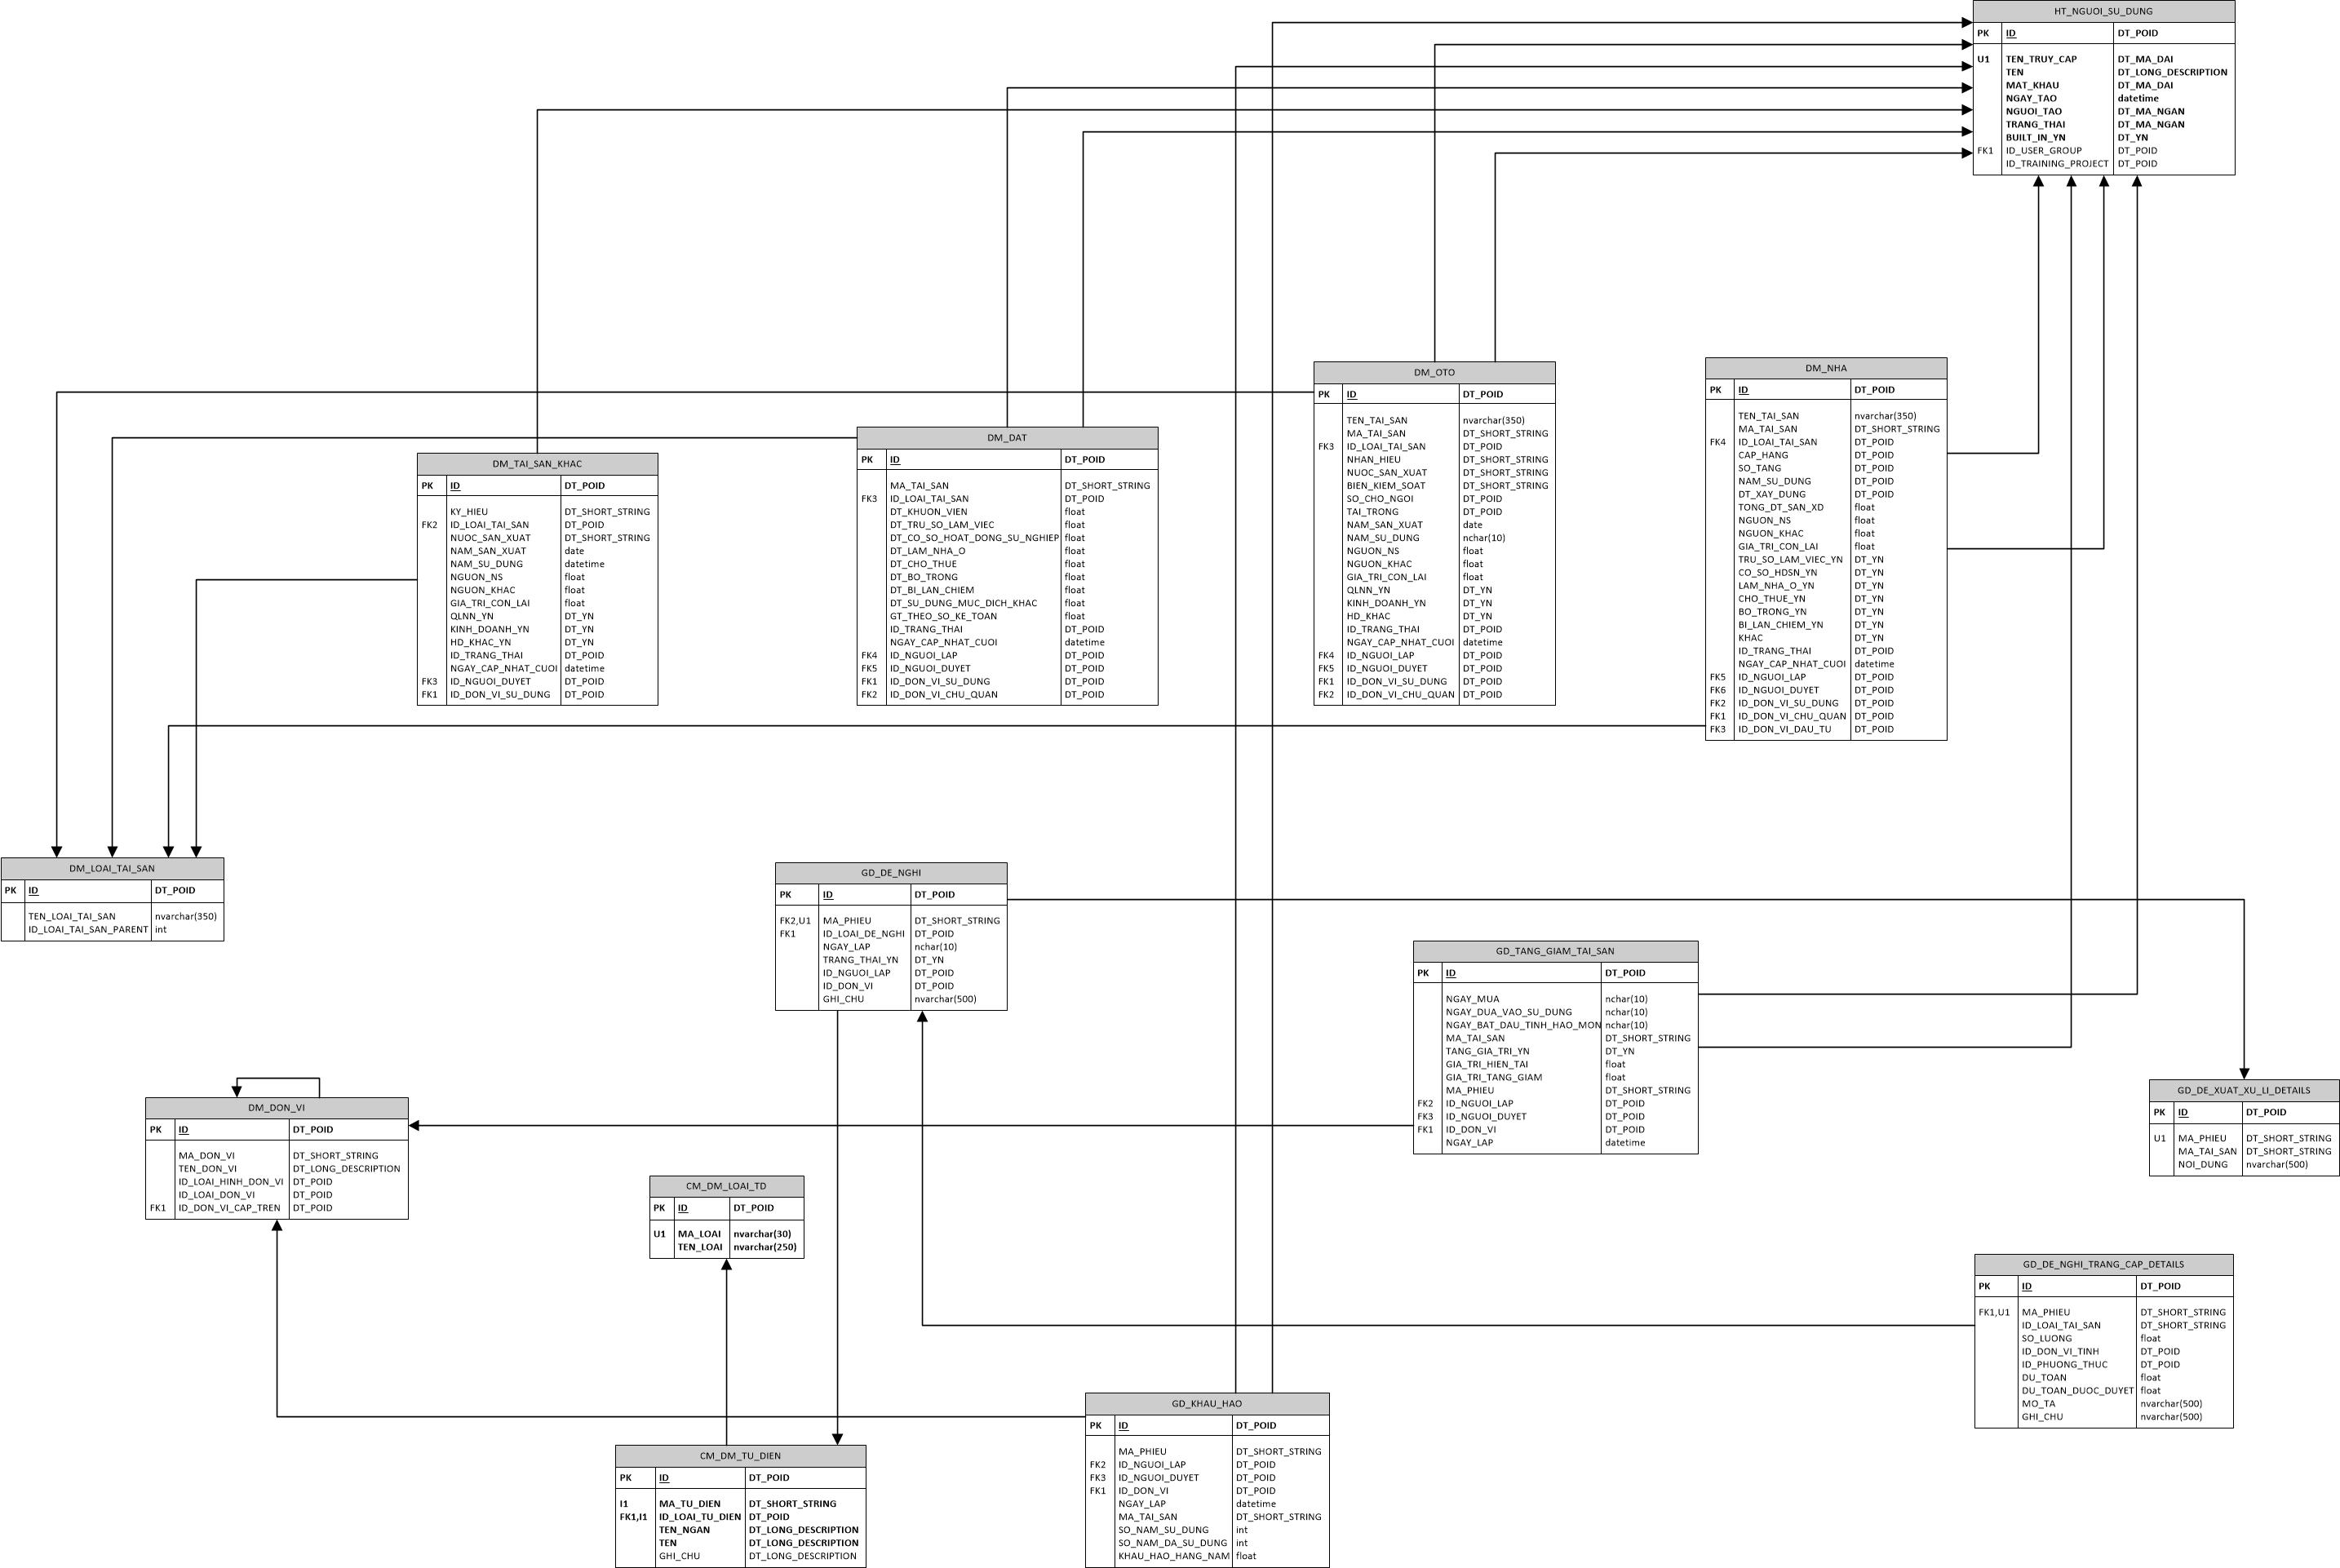 HT_NGUOI_SU_DUNG
PK ID DT_POID
U1 TEN_TRUY_CAP DT_MA_DAI
TEN DT_LONG_DESCRIPTION
MAT_KHAU DT_MA_DAI
NGAY_TAO datetime
NGUOI_TAO DT_MA_NGAN
TRANG_THAI DT_MA_NGAN
BUILT_IN_YN DT_YN
FK1 ID_USER_GROUP DT_POID
ID_TRAINING_PROJECT DT_POID
DM_TAI_SAN_KHAC
PK ID DT_POID
KY_HIEU DT_SHORT_STRING
FK2 ID_LOAI_TAI_SAN DT_POID
NUOC_SAN_XUAT DT_SHORT_STRING
NAM_SAN_XUAT date
NAM_SU_DUNG datetime
NGUON_NS float
NGUON_KHAC float
GIA_TRI_CON_LAI float
QLNN_YN DT_YN
KINH_DOANH_YN DT_YN
HD_KHAC_YN DT_YN
ID_TRANG_THAI DT_POID
NGAY_CAP_NHAT_CUOI datetime
FK3 ID_NGUOI_DUYET DT_POID
FK1 ID_DON_VI_SU_DUNG DT_POID
DM_DAT
PK ID DT_POID
MA_TAI_SAN DT_SHORT_STRING
FK3 ID_LOAI_TAI_SAN DT_POID
DT_KHUON_VIEN float
DT_TRU_SO_LAM_VIEC float
DT_CO_SO_HOAT_DONG_SU_NGHIEP float
DT_LAM_NHA_O float
DT_CHO_THUE float
DT_BO_TRONG float
DT_BI_LAN_CHIEM float
DT_SU_DUNG_MUC_DICH_KHAC float
GT_THEO_SO_KE_TOAN float
ID_TRANG_THAI DT_POID
NGAY_CAP_NHAT_CUOI datetime
FK4 ID_NGUOI_LAP DT_POID
FK5 ID_NGUOI_DUYET DT_POID
FK1 ID_DON_VI_SU_DUNG DT_POID
FK2 ID_DON_VI_CHU_QUAN DT_POID
DM_OTO
PK ID DT_POID
TEN_TAI_SAN nvarchar(350)
MA_TAI_SAN DT_SHORT_STRING
FK3 ID_LOAI_TAI_SAN DT_POID
NHAN_HIEU DT_SHORT_STRING
NUOC_SAN_XUAT DT_SHORT_STRING
BIEN_KIEM_SOAT DT_SHORT_STRING
SO_CHO_NGOI DT_POID
TAI_TRONG DT_POID
NAM_SAN_XUAT date
NAM_SU_DUNG nchar(10)
NGUON_NS float
NGUON_KHAC float
GIA_TRI_CON_LAI float
QLNN_YN DT_YN
KINH_DOANH_YN DT_YN
HD_KHAC DT_YN
ID_TRANG_THAI DT_POID
NGAY_CAP_NHAT_CUOI datetime
FK4 ID_NGUOI_LAP DT_POID
FK5 ID_NGUOI_DUYET DT_POID
FK1 ID_DON_VI_SU_DUNG DT_POID
FK2 ID_DON_VI_CHU_QUAN DT_POID
DM_NHA
PK ID DT_POID
TEN_TAI_SAN nvarchar(350)
MA_TAI_SAN DT_SHORT_STRING
FK4 ID_LOAI_TAI_SAN DT_POID
CAP_HANG DT_POID
SO_TANG DT_POID
NAM_SU_DUNG DT_POID
DT_XAY_DUNG DT_POID
TONG_DT_SAN_XD float
NGUON_NS float
NGUON_KHAC float
GIA_TRI_CON_LAI float
TRU_SO_LAM_VIEC_YN DT_YN
CO_SO_HDSN_YN DT_YN
LAM_NHA_O_YN DT_YN
CHO_THUE_YN DT_YN
BO_TRONG_YN DT_YN
BI_LAN_CHIEM_YN DT_YN
KHAC DT_YN
ID_TRANG_THAI DT_POID
NGAY_CAP_NHAT_CUOI datetime
FK5 ID_NGUOI_LAP DT_POID
FK6 ID_NGUOI_DUYET DT_POID
FK2 ID_DON_VI_SU_DUNG DT_POID
FK1 ID_DON_VI_CHU_QUAN DT_POID
FK3 ID_DON_VI_DAU_TU DT_POID
DM_LOAI_TAI_SAN
PK ID DT_POID
TEN_LOAI_TAI_SAN nvarchar(350)
ID_LOAI_TAI_SAN_PARENT int
GD_DE_NGHI
PK ID DT_POID
FK2,U1 MA_PHIEU DT_SHORT_STRING
FK1 ID_LOAI_DE_NGHI DT_POID
NGAY_LAP nchar(10)
TRANG_THAI_YN DT_YN
ID_NGUOI_LAP DT_POID
ID_DON_VI DT_POID
GHI_CHU nvarchar(500)
GD_TANG_GIAM_TAI_SAN
PK ID DT_POID
NGAY_MUA nchar(10)
NGAY_DUA_VAO_SU_DUNG nchar(10)
NGAY_BAT_DAU_TINH_HAO_MON nchar(10)
MA_TAI_SAN DT_SHORT_STRING
TANG_GIA_TRI_YN DT_YN
GIA_TRI_HIEN_TAI float
GIA_TRI_TANG_GIAM float
MA_PHIEU DT_SHORT_STRING
FK2 ID_NGUOI_LAP DT_POID
FK3 ID_NGUOI_DUYET DT_POID
FK1 ID_DON_VI DT_POID
NGAY_LAP datetime
GD_DE_XUAT_XU_LI_DETAILS
PK ID DT_POID
U1 MA_PHIEU DT_SHORT_STRING
MA_TAI_SAN DT_SHORT_STRING
NOI_DUNG nvarchar(500)
DM_DON_VI
PK ID DT_POID
MA_DON_VI DT_SHORT_STRING
TEN_DON_VI DT_LONG_DESCRIPTION
ID_LOAI_HINH_DON_VI DT_POID
ID_LOAI_DON_VI DT_POID
FK1 ID_DON_VI_CAP_TREN DT_POID
CM_DM_LOAI_TD
PK ID DT_POID
U1 MA_LOAI nvarchar(30)
TEN_LOAI nvarchar(250)
GD_DE_NGHI_TRANG_CAP_DETAILS
PK ID DT_POID
FK1,U1 MA_PHIEU DT_SHORT_STRING
ID_LOAI_TAI_SAN DT_SHORT_STRING
SO_LUONG float
ID_DON_VI_TINH DT_POID
ID_PHUONG_THUC DT_POID
DU_TOAN float
DU_TOAN_DUOC_DUYET float
MO_TA nvarchar(500)
GHI_CHU nvarchar(500)
CM_DM_TU_DIEN
PK ID DT_POID
I1 MA_TU_DIEN DT_SHORT_STRING
FK1,I1 ID_LOAI_TU_DIEN DT_POID
TEN_NGAN DT_LONG_DESCRIPTION
TEN DT_LONG_DESCRIPTION
GHI_CHU DT_LONG_DESCRIPTION
GD_KHAU_HAO
PK ID DT_POID
MA_PHIEU DT_SHORT_STRING
FK2 ID_NGUOI_LAP DT_POID
FK3 ID_NGUOI_DUYET DT_POID
FK1 ID_DON_VI DT_POID
NGAY_LAP datetime
MA_TAI_SAN DT_SHORT_STRING
SO_NAM_SU_DUNG int
SO_NAM_DA_SU_DUNG int
KHAU_HAO_HANG_NAM float